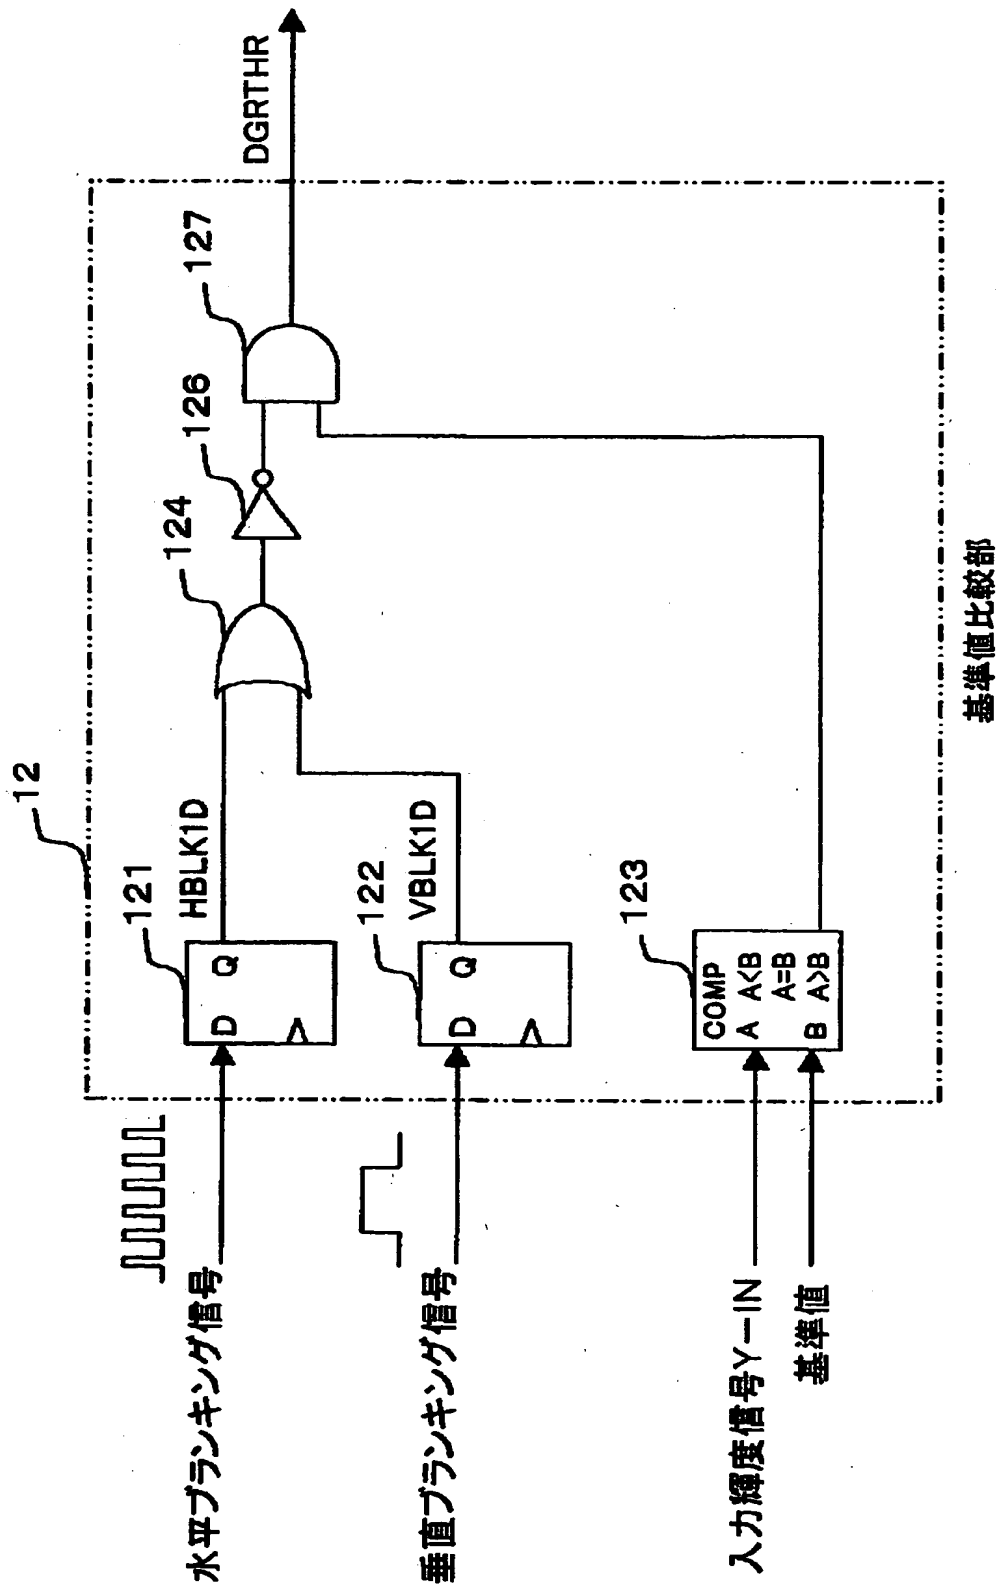 12
水平ブランキング信号
121
D Q
HBLK1D
124
126
127
DGRTHR
垂直ブランキング信号
122
D Q
VBLK1D
123
COMP
A A<B
A=B
B A>B
入力輝度信号Y−IN
基準値
基準値比較部